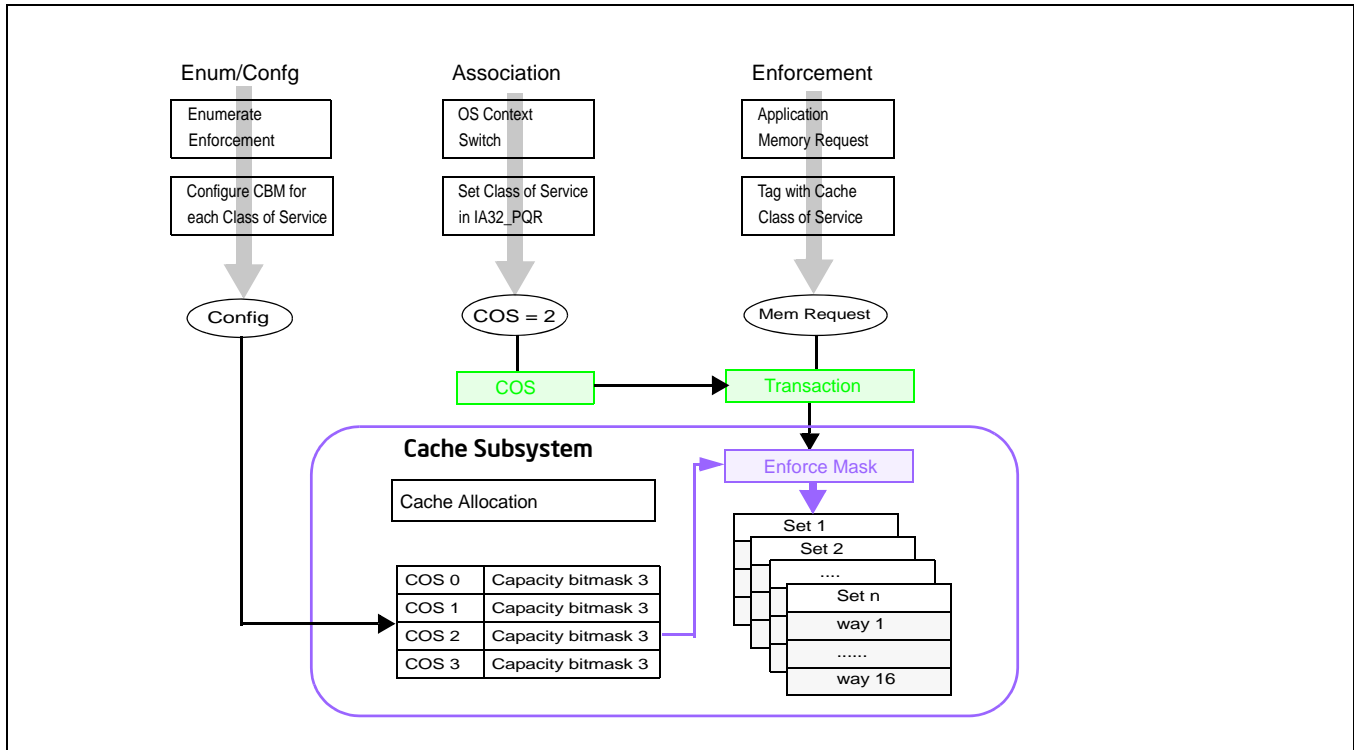 Enum/Confg
Association
Enforcement
Enumerate
Enforcement
OS Context
Switch
Application
Memory Request
Configure CBM for
each Class of Service
Set Class of Service
in IA32_PQR
Tag with Cache
Class of Service
Config
COS = 2
Mem Request
COS
Transaction
Cache Subsystem
Enforce Mask
Cache Allocation
Set 1
Set 2
....
Set n
way 1
......
way 16
COS 0 Capacity bitmask 3
COS 1 Capacity bitmask 3
COS 2 Capacity bitmask 3
COS 3 Capacity bitmask 3